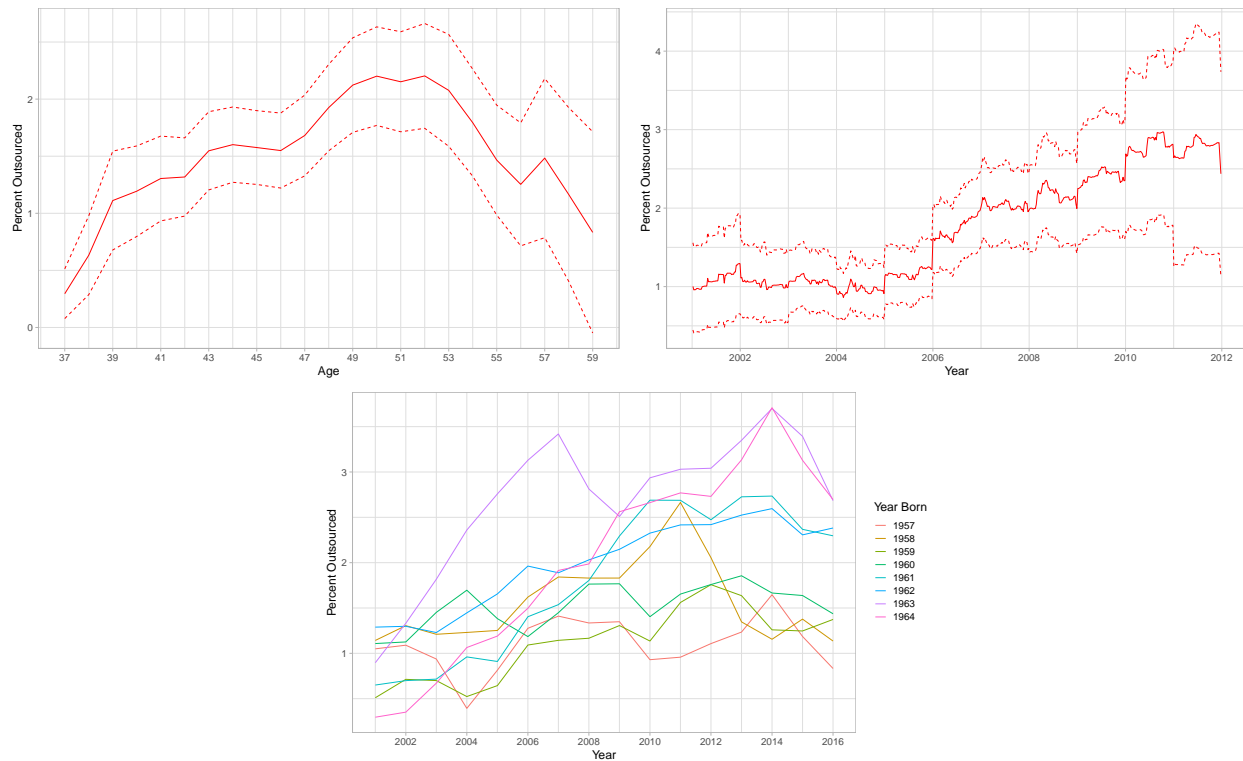 Percent Outsourced
2
1
0
37 39 41 43 45 47 49 51 53 55 57 59
Age
Percent Outsourced
4
3
2
1
2002 2004 2006 2008 2010 2012
Year
Percent Outsourced
3
2
1
2002 2004 2006 2008 2010 2012 2014 2016
Year
Year Born
1957
1958
1959
1960
1961
1962
1963
1964